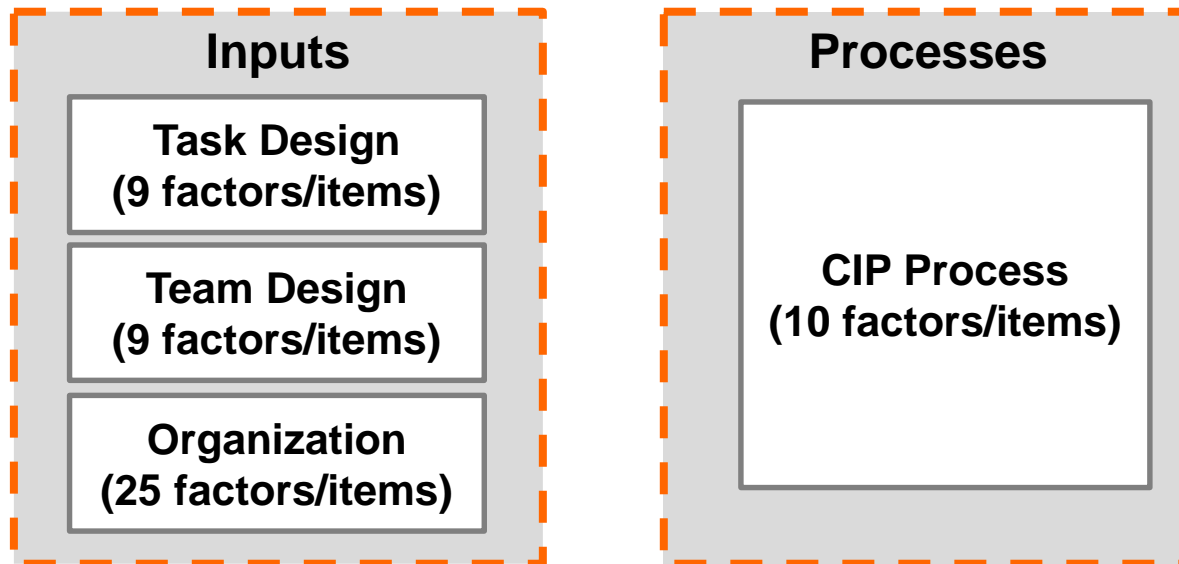 Inputs
Task Design
(9 factors/items)
Team Design
(9 factors/items)
Organization
(25 factors/items)
Processes
CIP Process
(10 factors/items)